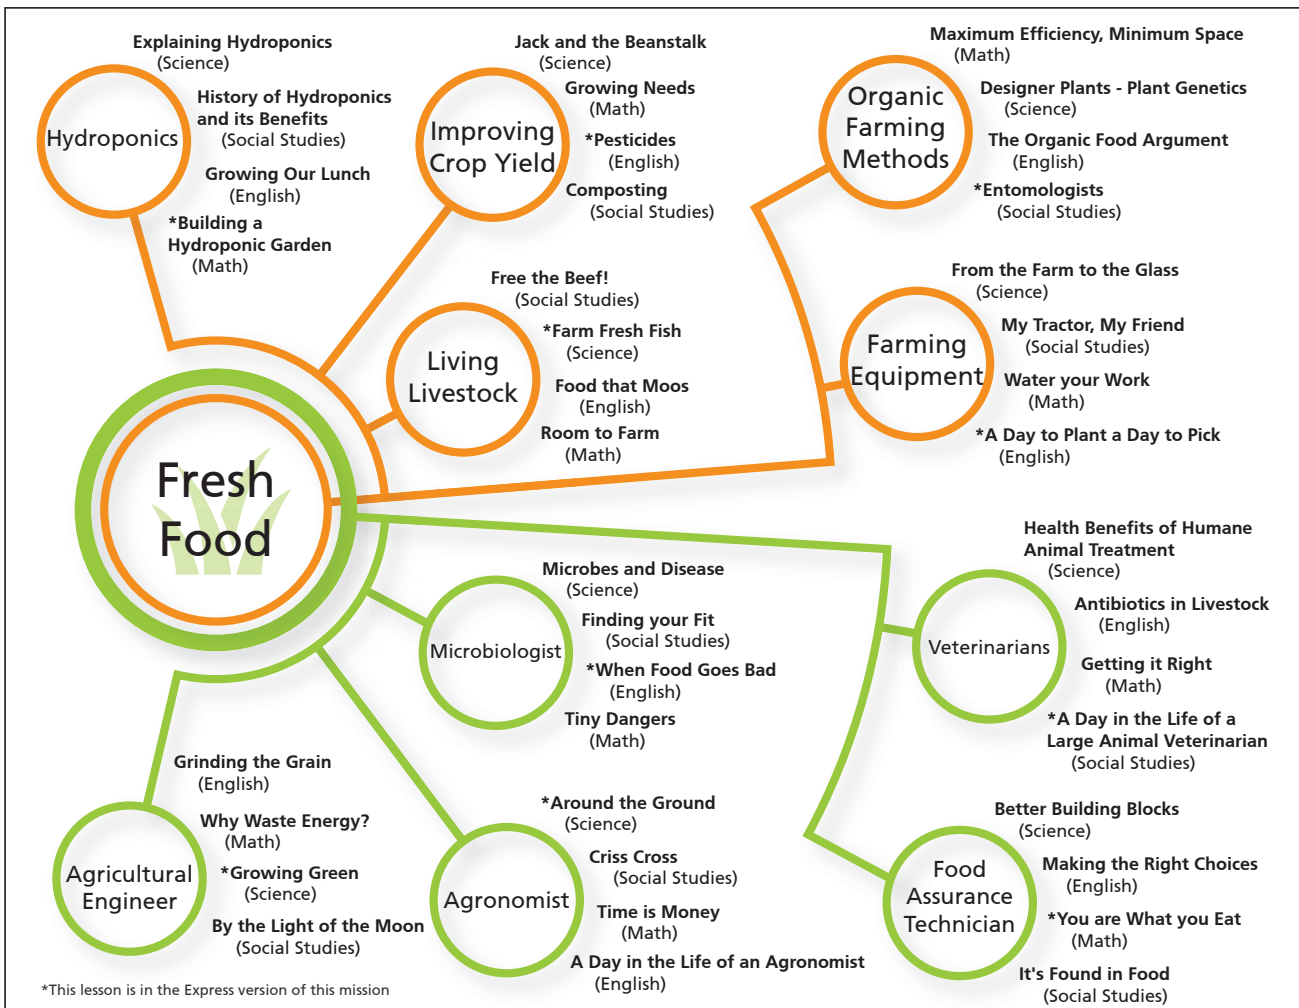 Explaining Hydroponics
(Science)
Hydroponics
History of Hydroponics
and its Benefits
(Social Studies)
Growing Our Lunch
(English)
*Building a
Hydroponic Garden
(Math)
Jack and the Beanstalk
(Science)
Improving
Crop Yield
Growing Needs
(Math)
*Pesticides
(English)
Composting
(Social Studies)
Maximum Efficiency, Minimum Space
(Math)
Organic
Farming
Methods
Designer Plants - Plant Genetics
(Science)
The Organic Food Argument
(English)
*Entomologists
(Social Studies)
Free the Beef!
(Social Studies)
Living
Livestock
*Farm Fresh Fish
(Science)
Food that Moos
(English)
Room to Farm
(Math)
From the Farm to the Glass
(Science)
Farming
Equipment
My Tractor, My Friend
(Social Studies)
Water your Work
(Math)
*A Day to Plant a Day to Pick
(English)
Fresh
Food
Microbes and Disease
(Science)
Microbiologist
Finding your Fit
(Social Studies)
*When Food Goes Bad
(English)
Tiny Dangers
(Math)
Health Benefits of Humane
Animal Treatment
(Science)
Veterinarians
Antibiotics in Livestock
(English)
Getting it Right
(Math)
*A Day in the Life of a
Large Animal Veterinarian
(Social Studies)
Grinding the Grain
(English)
Agricultural
Engineer
Why Waste Energy?
(Math)
*Growing Green
(Science)
By the Light of the Moon
(Social Studies)
*Around the Ground
(Science)
Agronomist
Criss Cross
(Social Studies)
Time is Money
(Math)
A Day in the Life of an Agronomist
(English)
Better Building Blocks
(Science)
Food
Assurance
Technician
Making the Right Choices
(English)
*You are What you Eat
(Math)
It's Found in Food
(Social Studies)
*This lesson is in the Express version of this mission